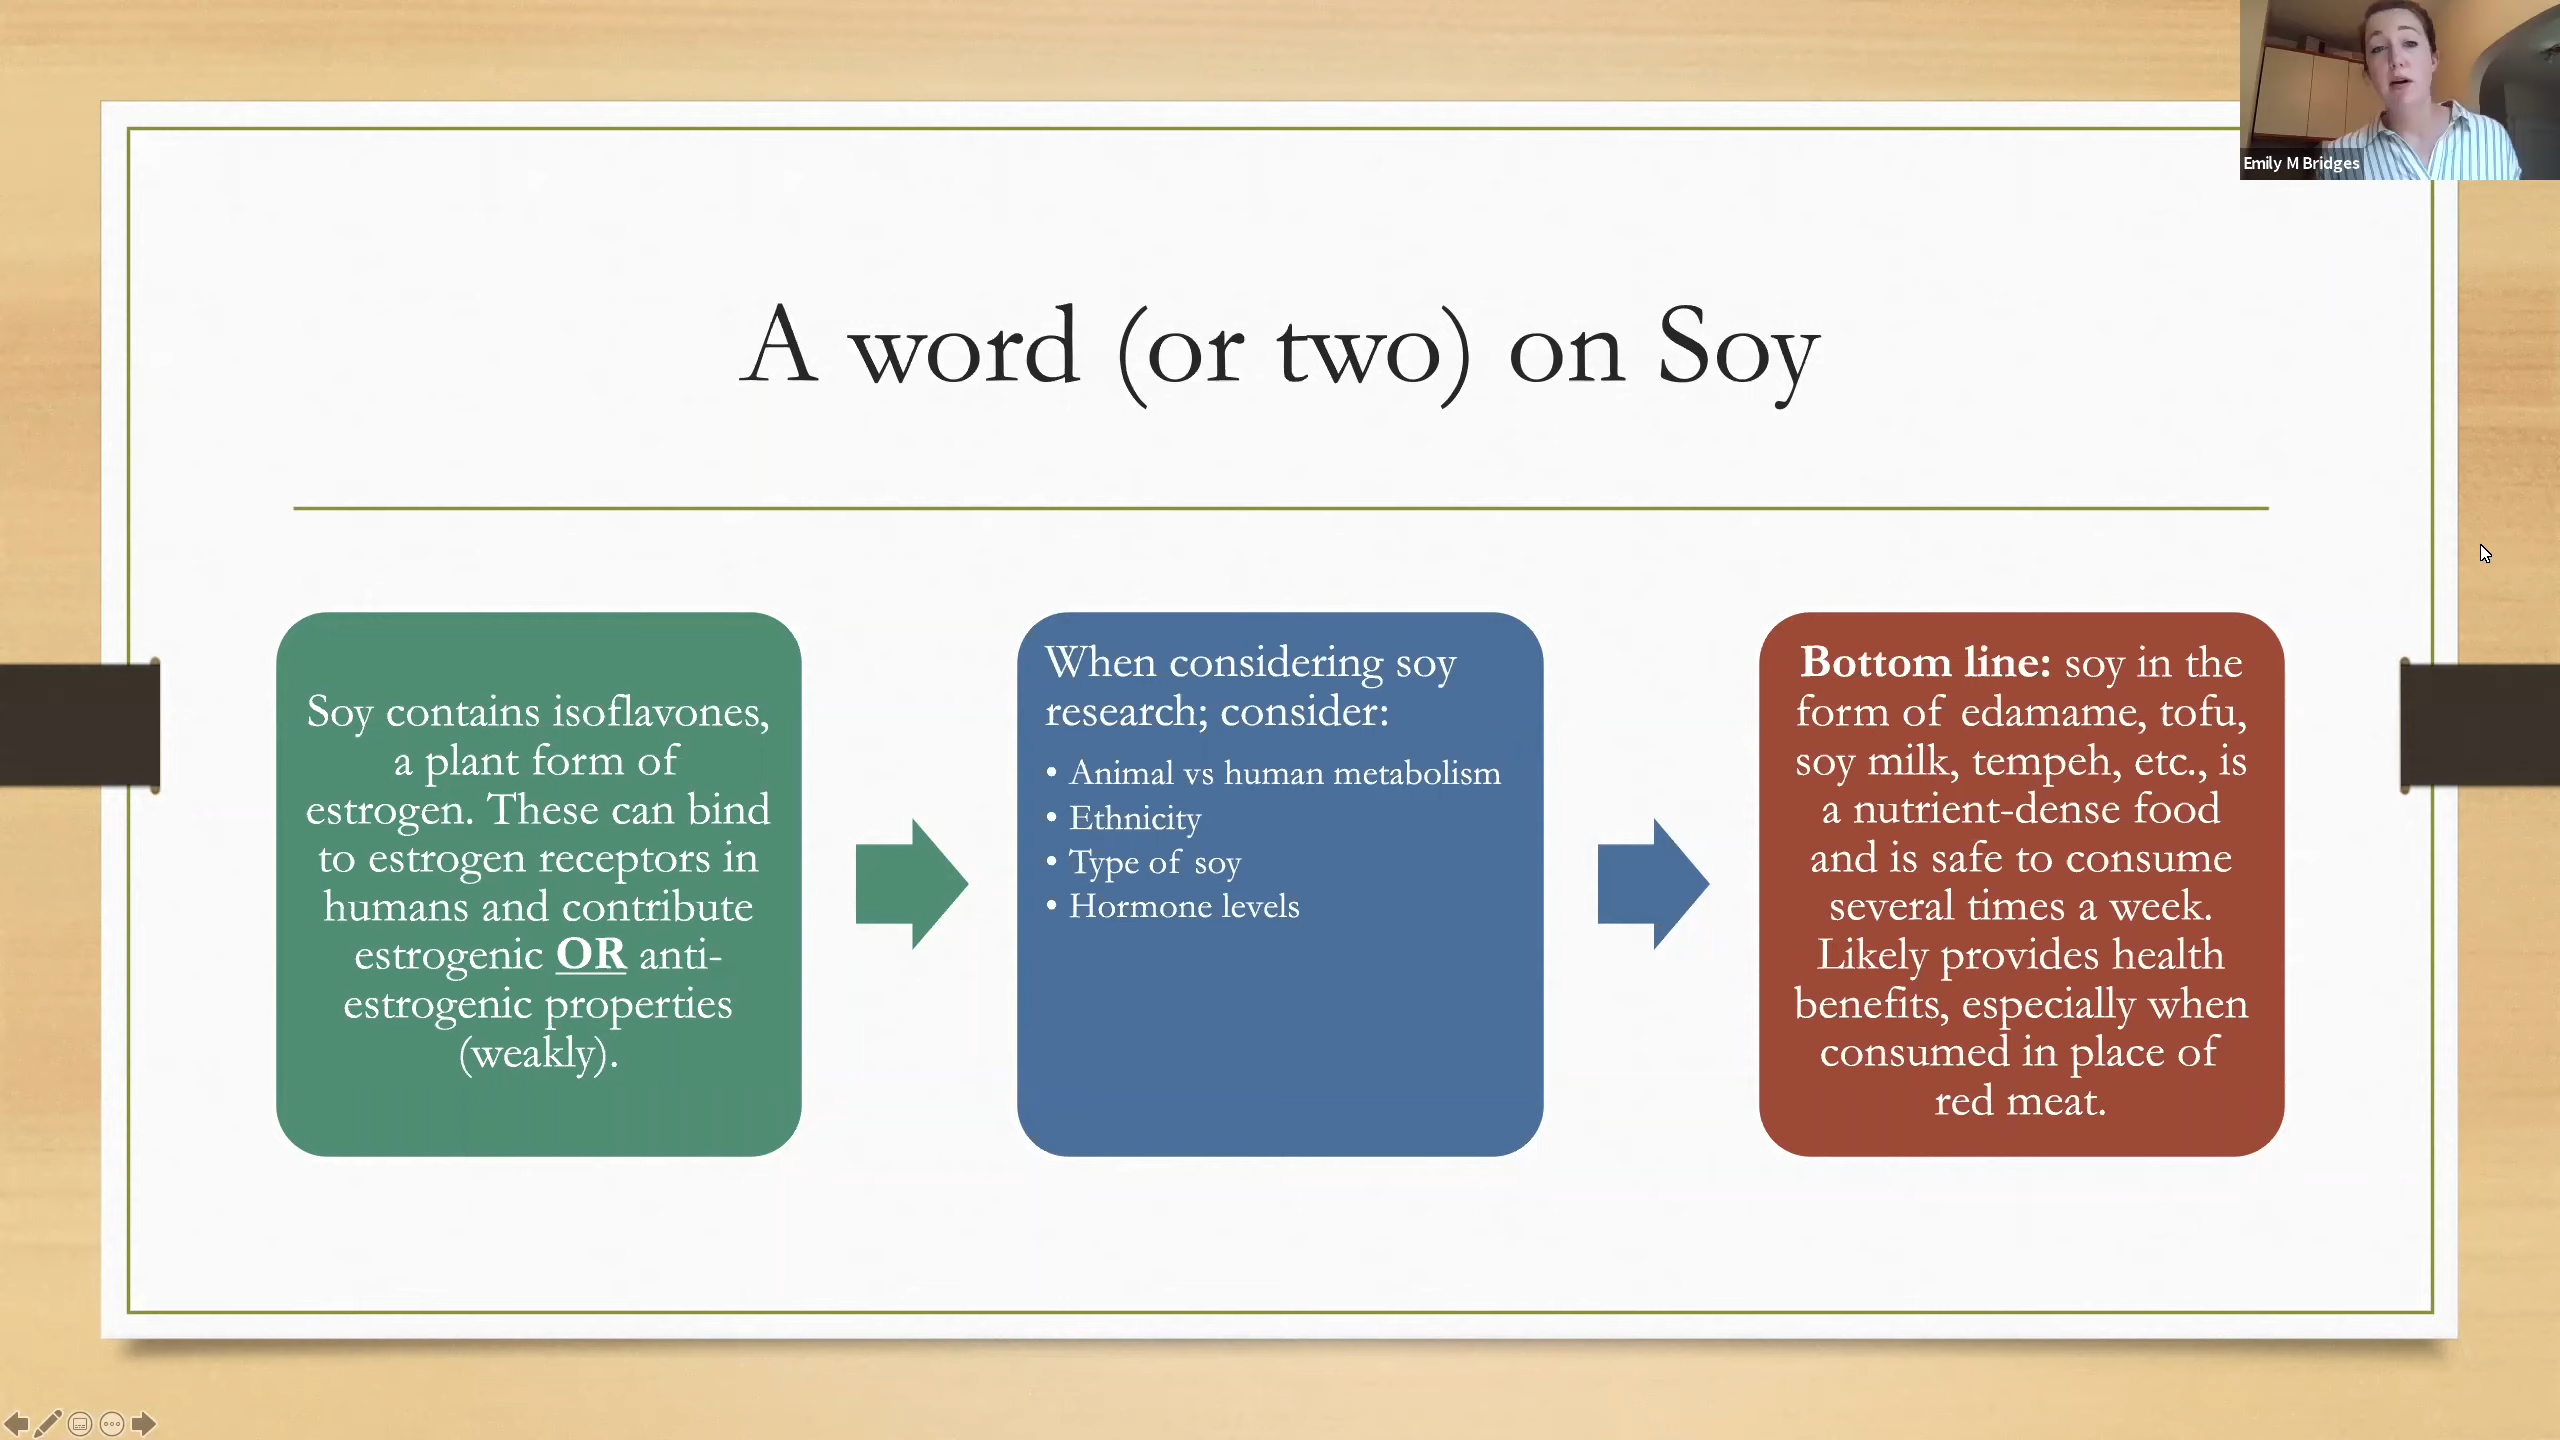 Emily M Bridges
A word (or two) on Soy
Soy contains isoflavones,
a plant form of
estrogen. These can bind
to estrogen receptors in
humans and contribute
estrogenic OR anti-
estrogenic properties
(weakly).
When considering soy
research; consider:
• Animal vs human metabolism
• Ethnicity
• Type of soy
• Hormone levels
Bottom line: soy in the
form of edamame, tofu,
soy milk, tempeh, etc., is
a nutrient-dense food
and is safe to consume
several times a week.
Likely provides health
benefits, especially when
consumed in place of
red meat.